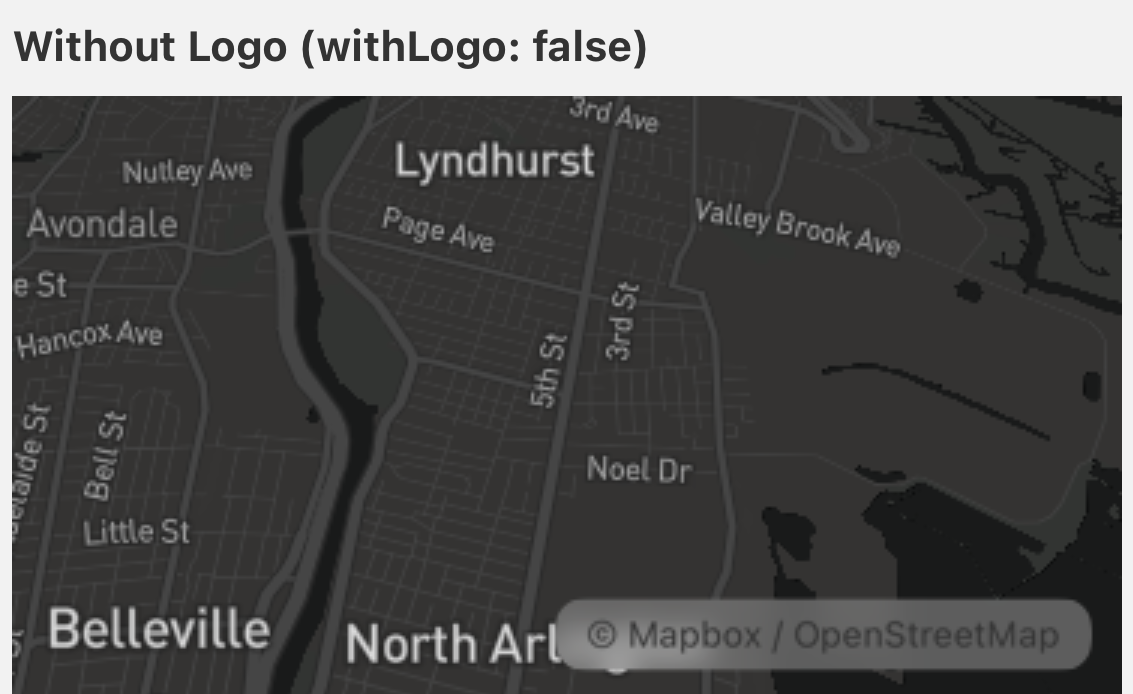 Without Logo (withLogo: false)
3rd Ave
Lyndhurst
Nutley Ave
Avondale
Page Ave
Valley Brook Ave
e St
3rd St
Hancox Ave
5th St
St
Bell St
Noel Dr
Little St
Belleville
North Arl
© Mapbox / OpenStreetMap